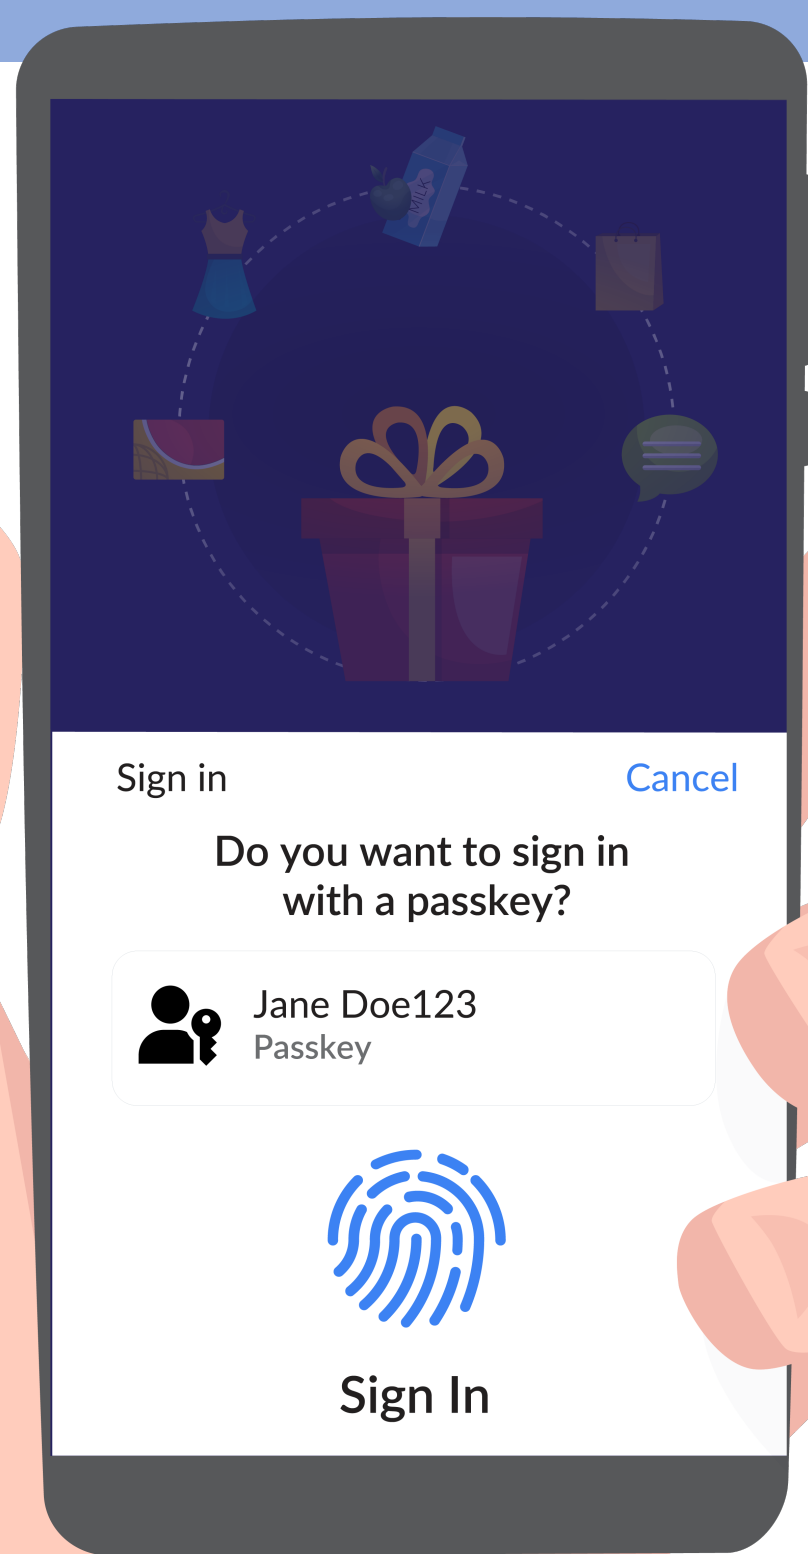 MILK
Sign in
Cancel
Do you want to sign in
with a passkey?
Jane Doe123
Passkey
Sign In